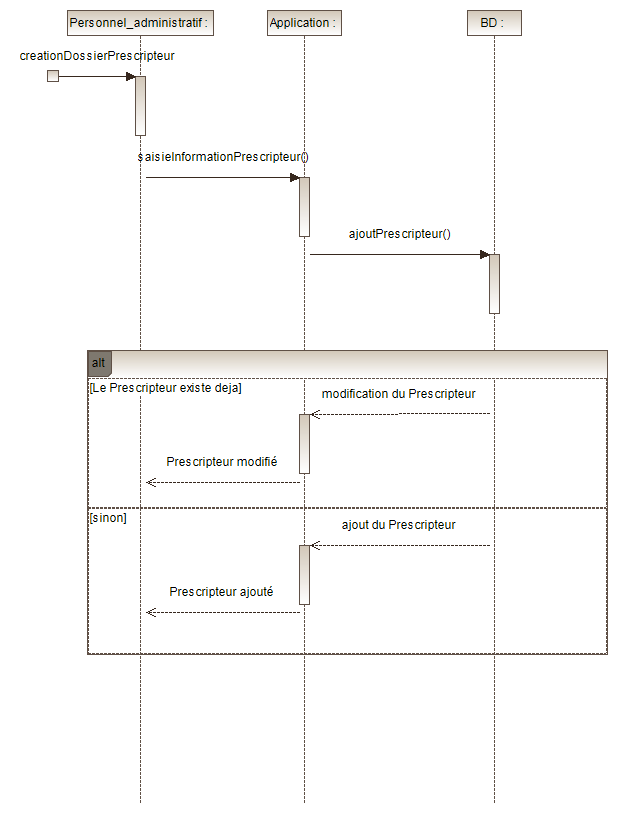 Personnel_administratif :
Application :
BD :
creationDossierPrescripteur
saisieInformationPrescripteur()
ajoutPrescripteur()
alt
[Le Prescripteur existe deja]
modification du Prescripteur
Prescripteur modifié
[sinon]
ajout du Prescripteur
Prescripteur ajouté